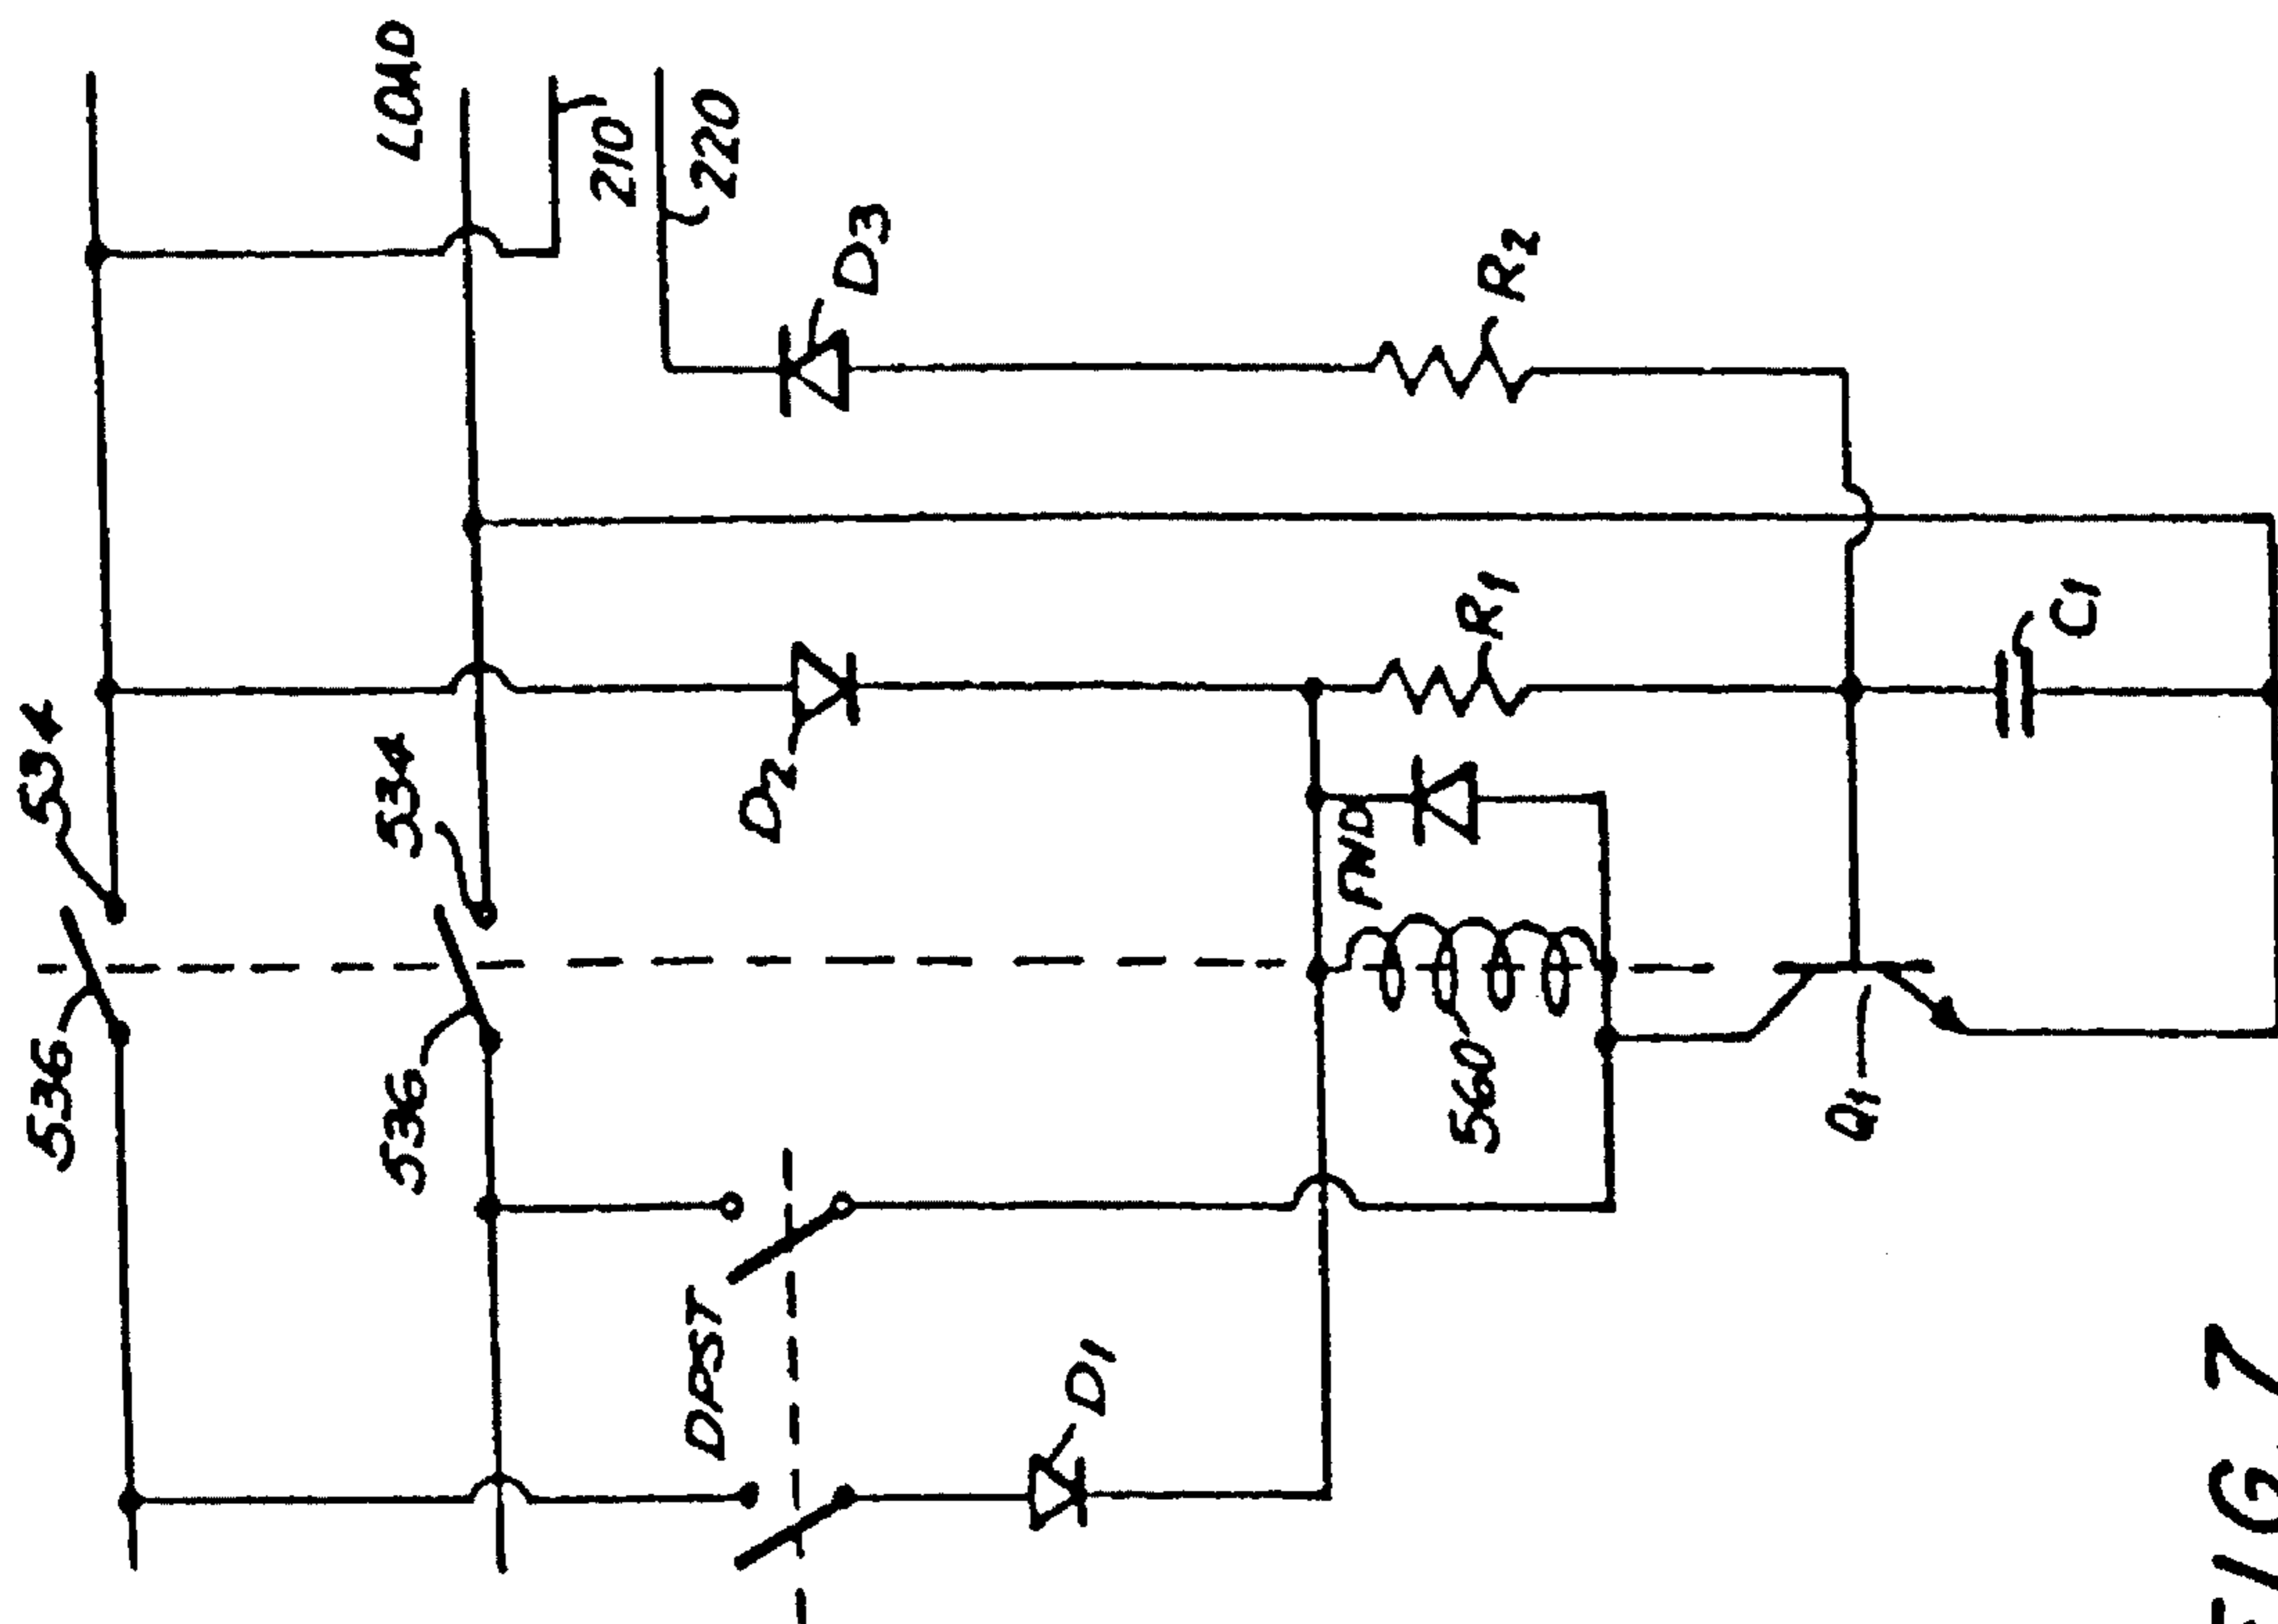 LOAD
210
220
D3
R2
534
534
D2
R1
C1
FWD
536
536
560
Q1
DPST
D1
FIG. 7